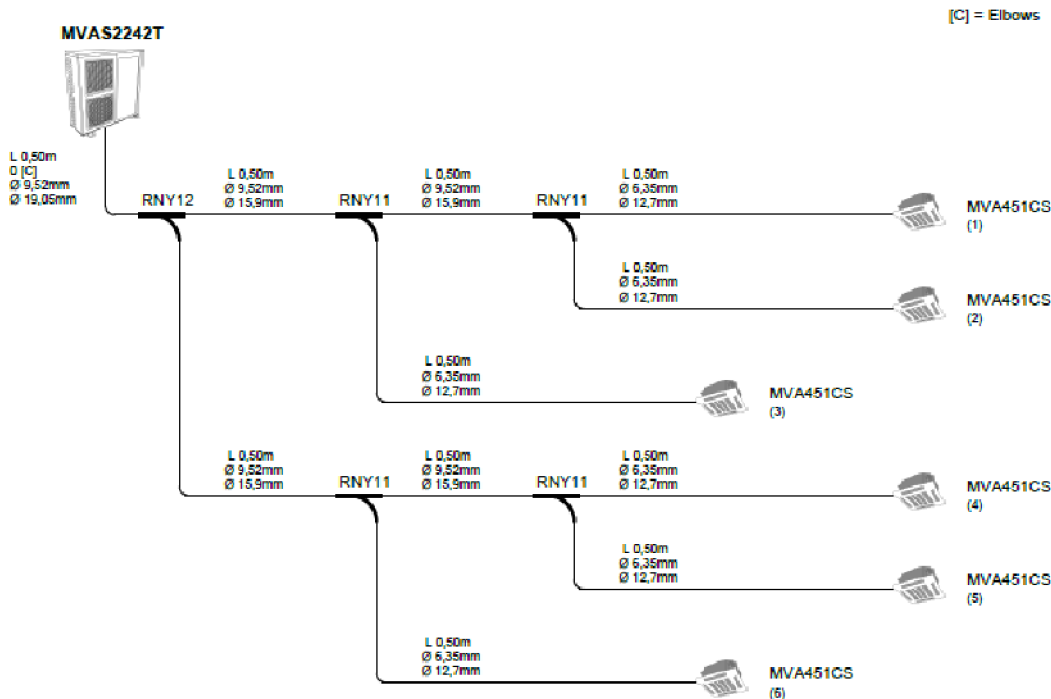 [C] = Elbows
MVAS2242T
L 0,50m
0 [C]
Ø 9,52mm
Ø 19,05mm
RNY12
L 0,50m
Ø 9,52mm
Ø 15,9mm
RNY11
L 0,50m
Ø 9,52mm
Ø 15,9mm
RNY11
L 0,50m
Ø 6,35mm
Ø 12,7mm
MVA451CS
(1)
L 0,50m
Ø 6,35mm
Ø 12,7mm
MVA451CS
(2)
L 0,50m
Ø 6,35mm
Ø 12,7mm
MVA451CS
(3)
L 0,50m
Ø 9,52mm
Ø 15,9mm
RNY11
L 0,50m
Ø 9,52mm
Ø 15,9mm
RNY11
L 0,50m
Ø 6,35mm
Ø 12,7mm
MVA451CS
(4)
L 0,50m
Ø 6,35mm
Ø 12,7mm
MVA451CS
(5)
L 0,50m
Ø 6,35mm
Ø 12,7mm
MVA451CS
(6)